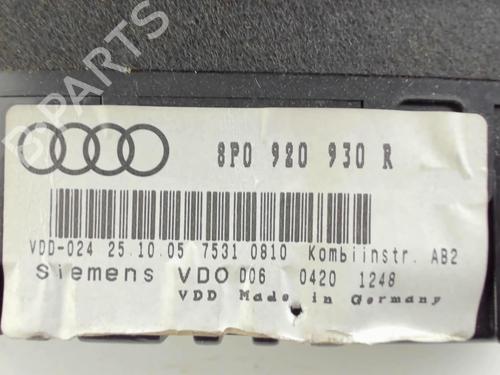 8P0 920 930 R
VDD-024 25.10.05 7531 0810 Kombiinstr. AB2
Siemens VDO 006 0420 1248
VDD Made in Germany
B-PARTS